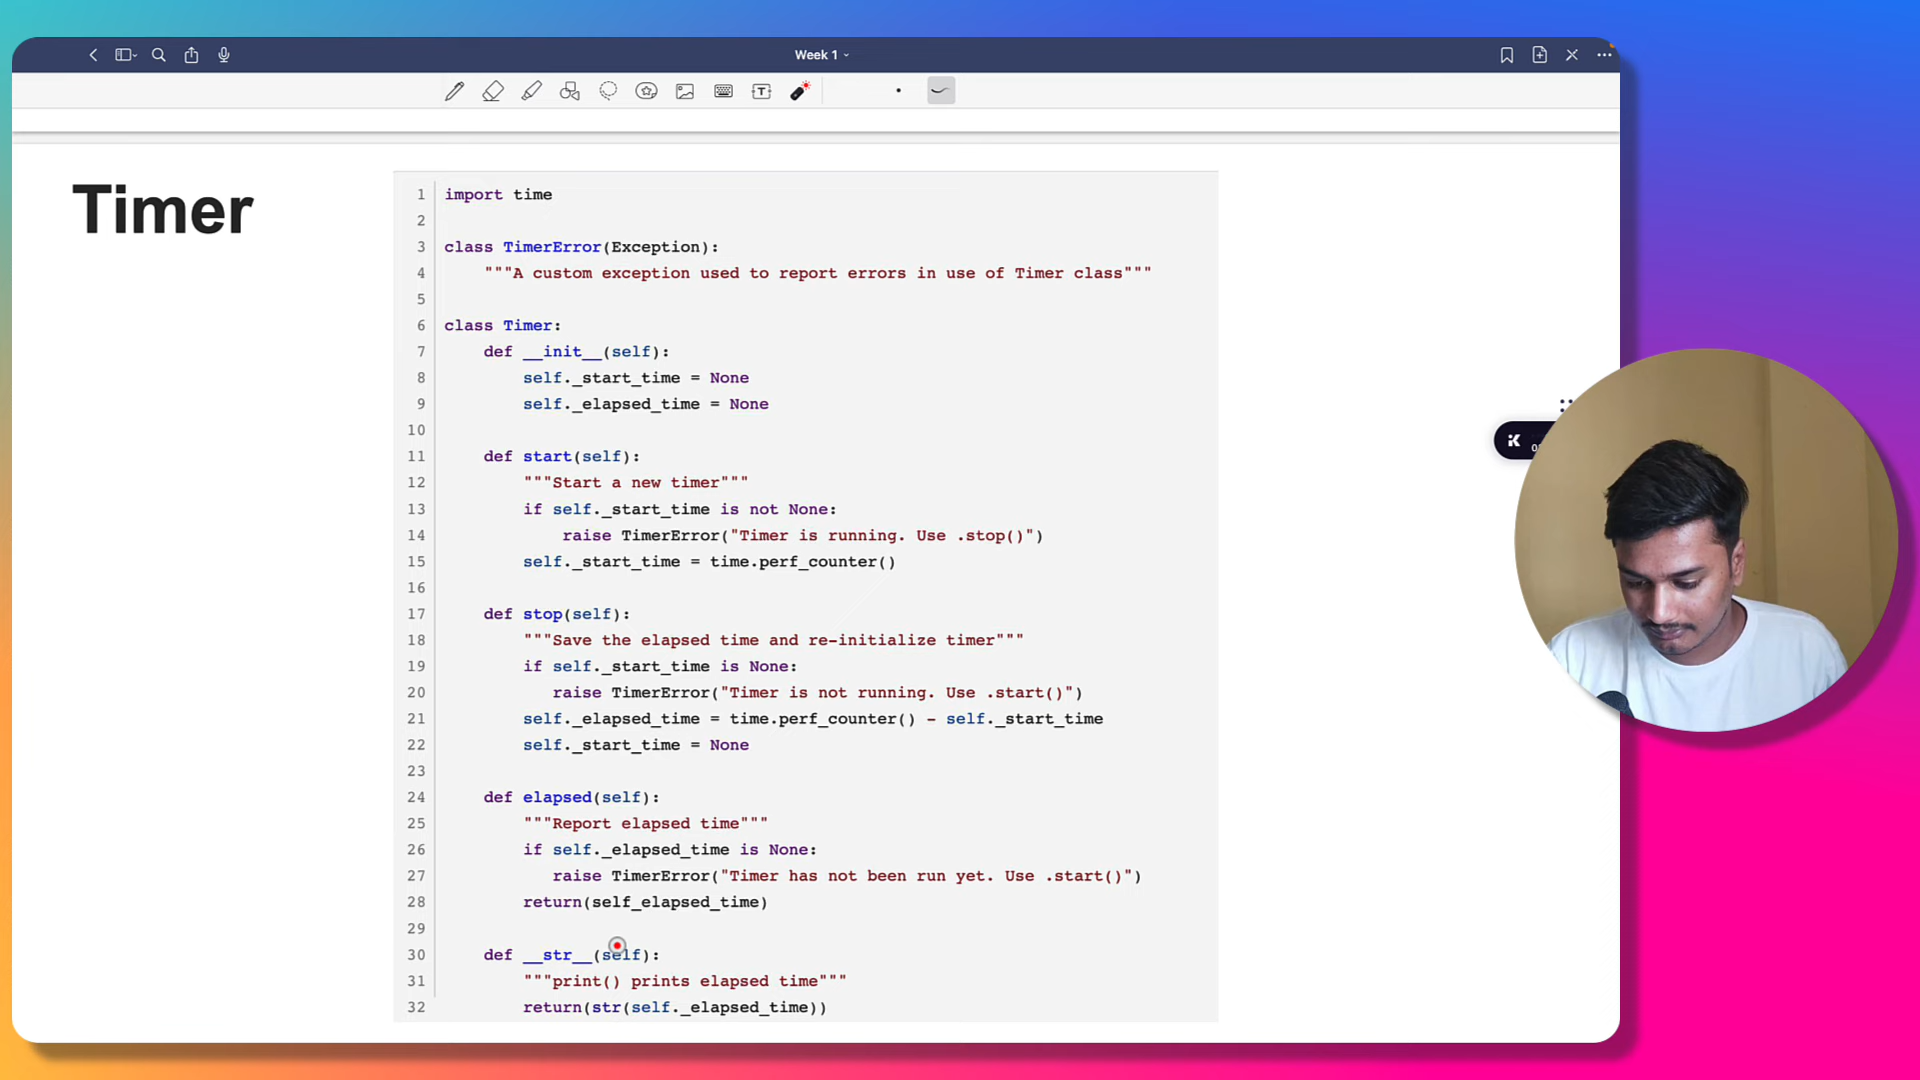 Week 1
Timer
1 import time
2
3 class TimerError(Exception):
4     """A custom exception used to report errors in use of Timer class"""
5
6 class Timer:
7     def __init__(self):
8         self._start_time = None
9         self._elapsed_time = None
10
11     def start(self):
12         """Start a new timer"""
13         if self._start_time is not None:
14             raise TimerError("Timer is running. Use .stop()")
15         self._start_time = time.perf_counter()
16
17     def stop(self):
18         """Save the elapsed time and re-initialize timer"""
19         if self._start_time is None:
20            raise TimerError("Timer is not running. Use .start()")
21         self._elapsed_time = time.perf_counter() - self._start_time
22         self._start_time = None
23
24     def elapsed(self):
25         """Report elapsed time"""
26         if self._elapsed_time is None:
27            raise TimerError("Timer has not been run yet. Use .start()")
28         return(self_elapsed_time)
29
30     def __str__(self):
31         """print() prints elapsed time"""
32         return(str(self._elapsed_time))